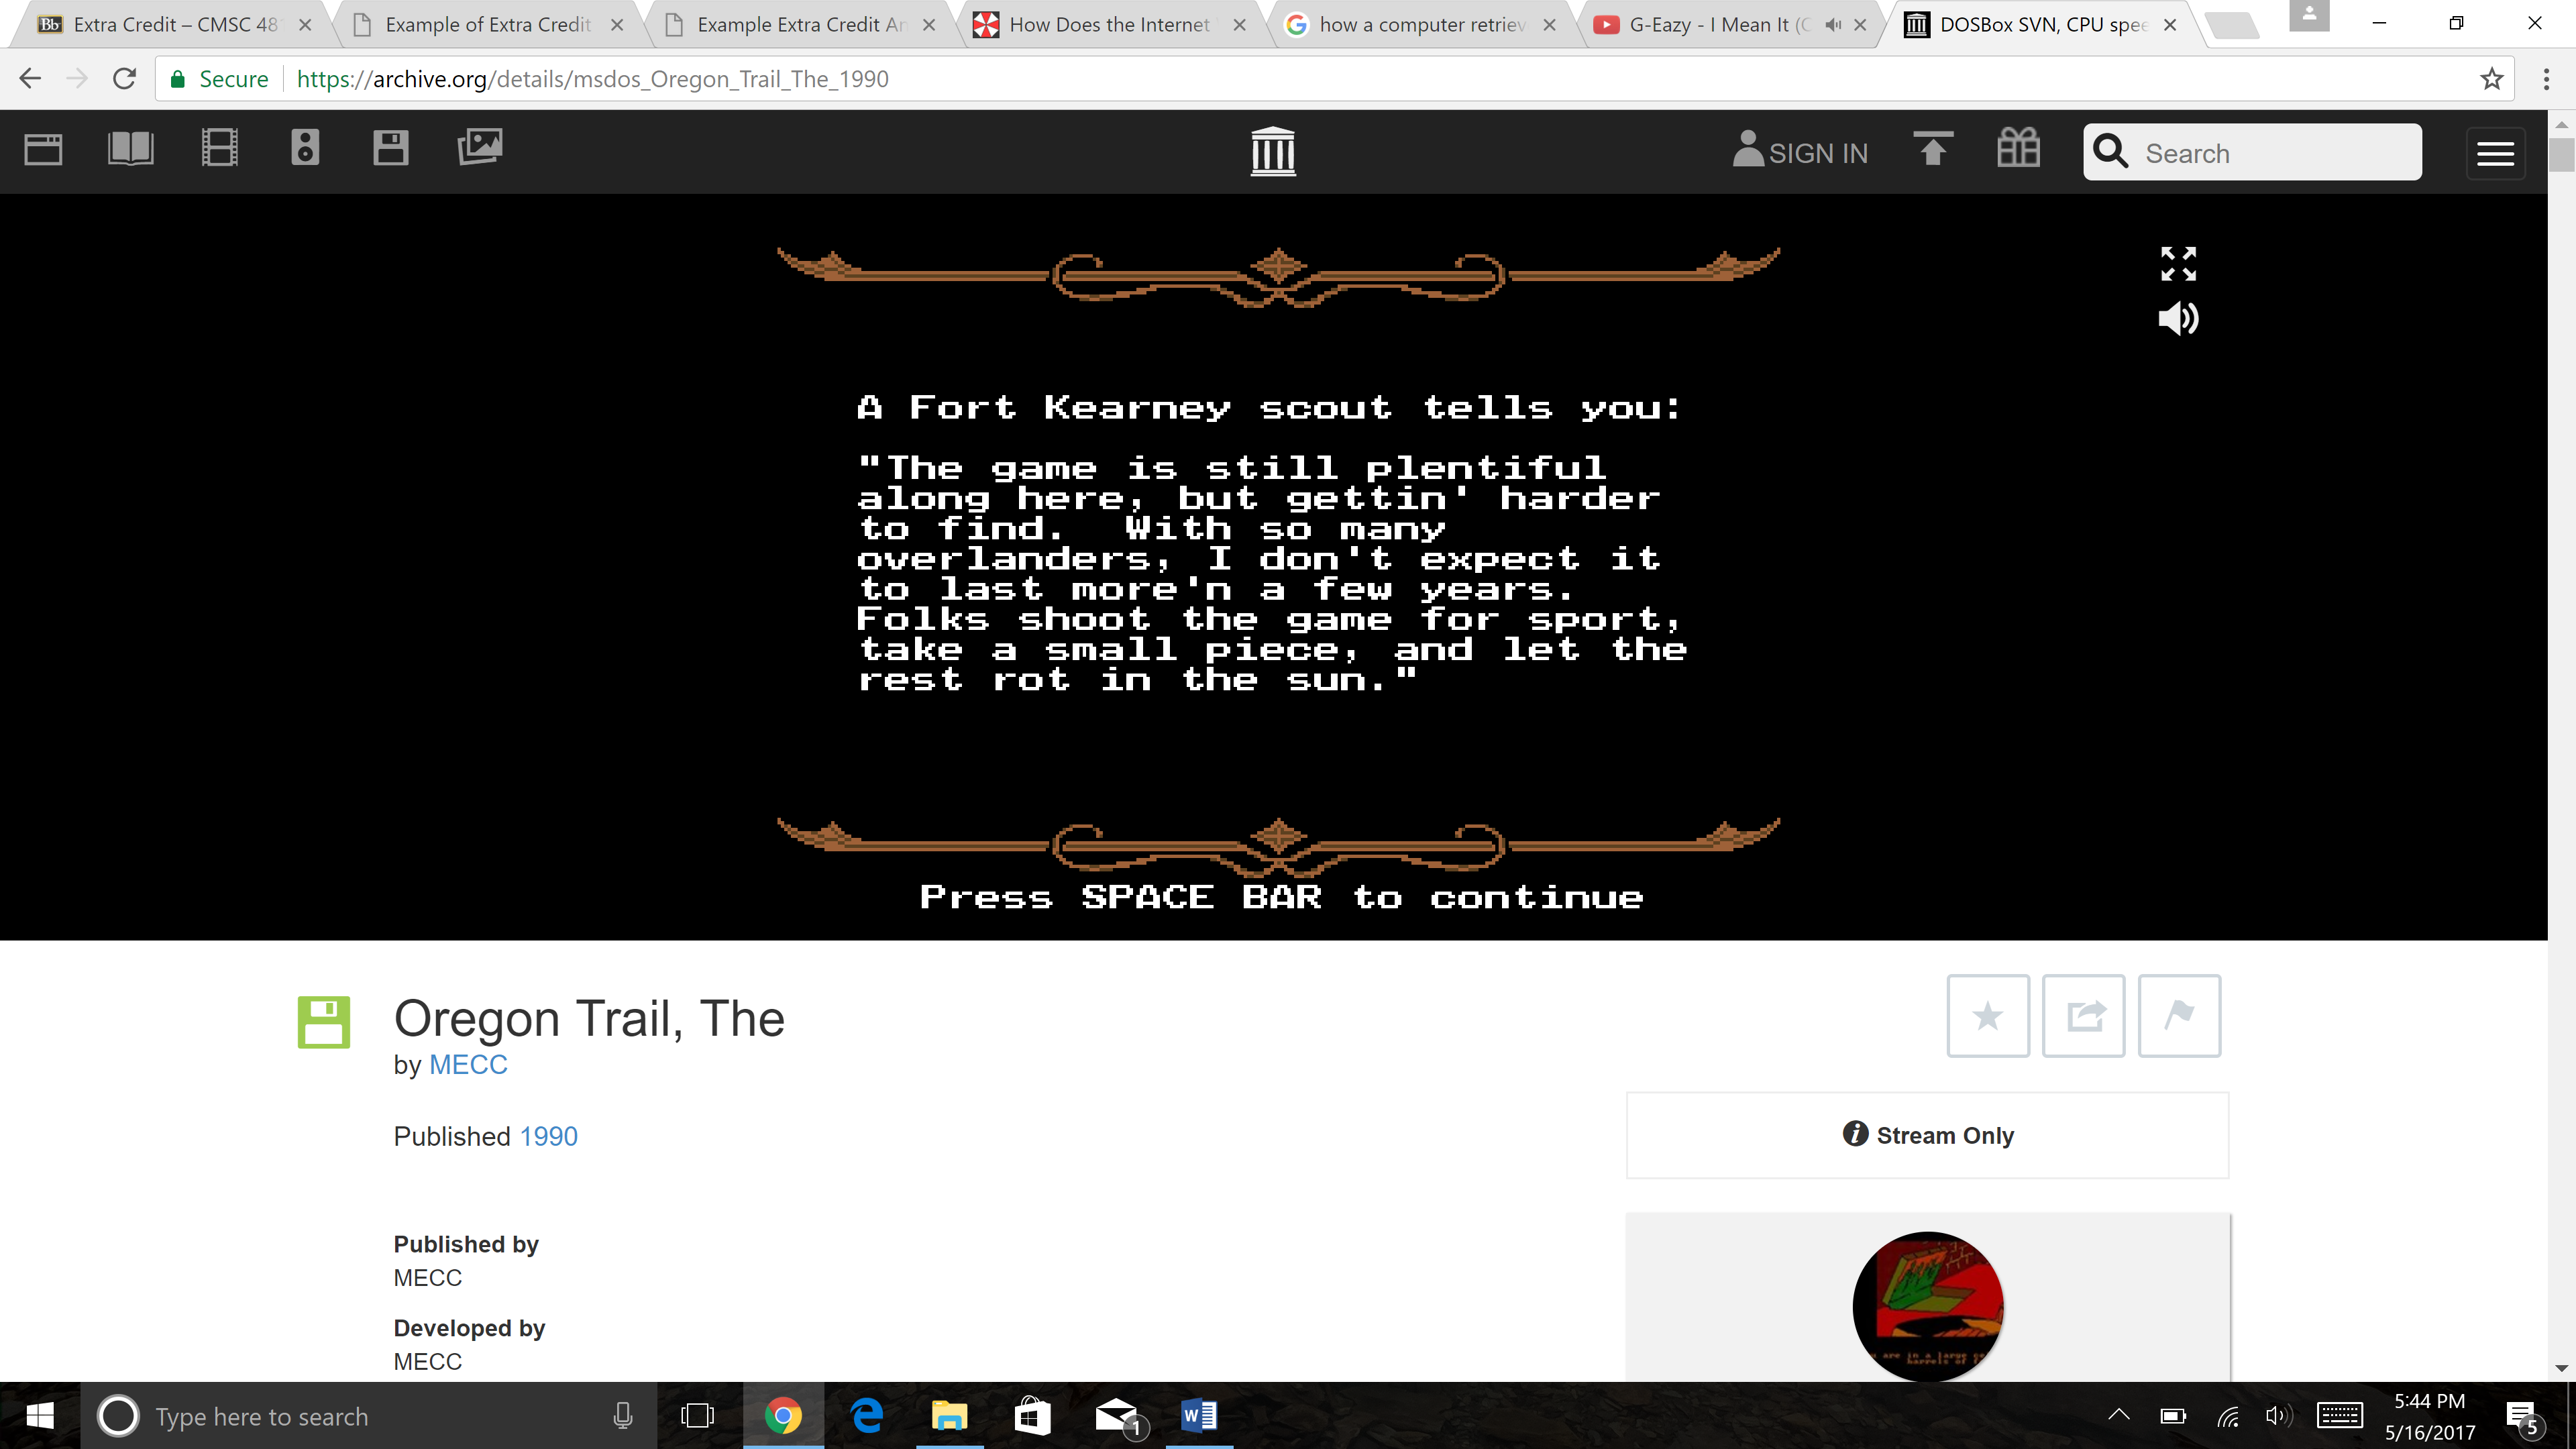 Bb Extra Credit – CMSC 48
Example of Extra Credit
Example Extra Credit An
How Does the Internet
how a computer retriev
G-Eazy - I Mean It (
DOSBox SVN, CPU spee
Secure https://archive.org/details/msdos_Oregon_Trail_The_1990
SIGN IN
Search
A Fort Kearney scout tells you:
"The game is still plentiful
along here, but gettin' harder
to find. With so many
overlanders, I don't expect it
to last more'n a few years.
Folks shoot the game for sport,
take a small piece, and let the
rest rot in the sun."
Press SPACE BAR to continue
Oregon Trail, The
by MECC
Published 1990
Stream Only
Published by
MECC
Developed by
MECC
Type here to search
1
W
5:44 PM
5/16/2017
5